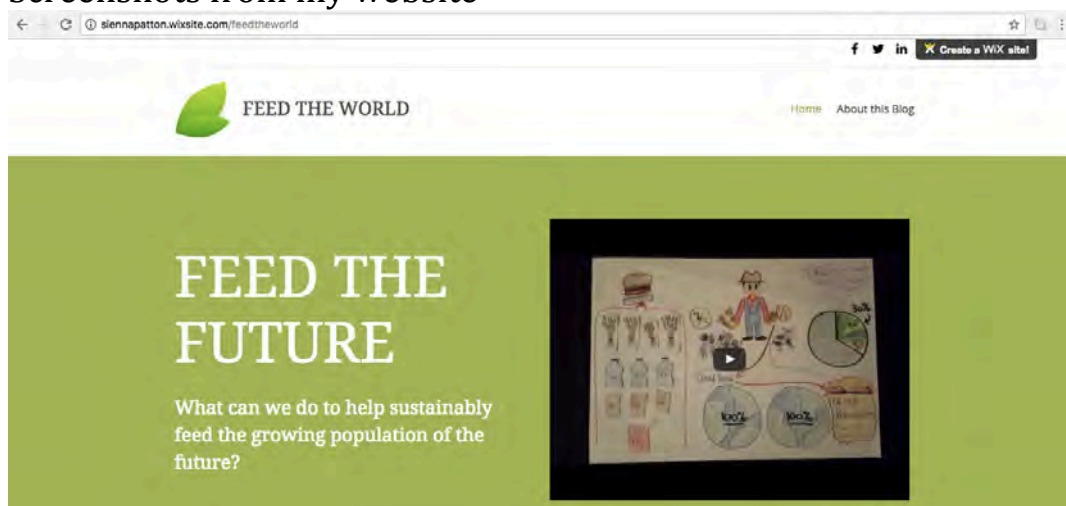 screenshots from my website
siennapatton.wixsite.com/feedtheworld
Create a WiX site!
FEED THE WORLD
Home About this Blog
FEED THE
FUTURE
What can we do to help sustainably
feed the growing population of the
future?
30%
100% 100%